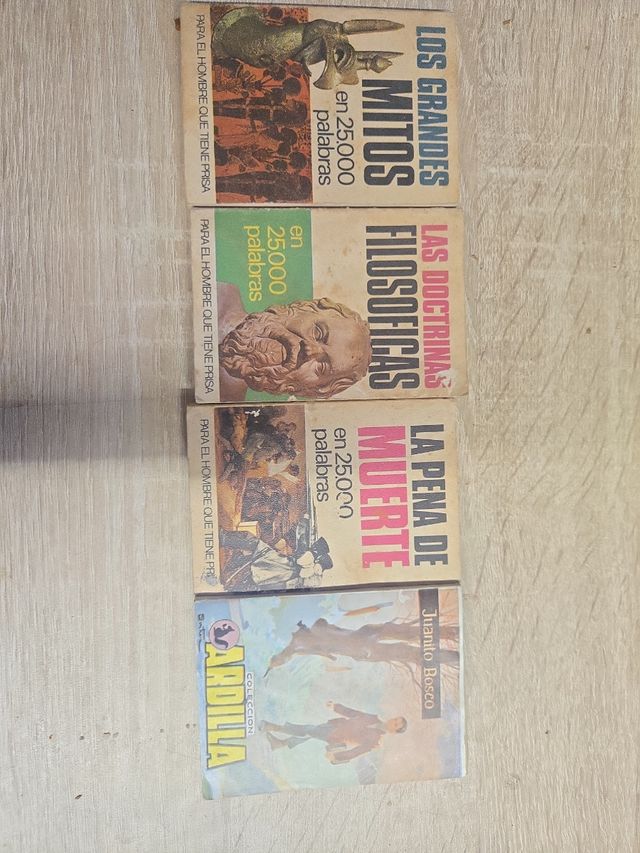 LOS GRANDES
MITOS
en 25.000
palabras
PARA EL HOMBRE QUE TIENE PRISA
LAS DOCTRINAS
FILOSOFICAS
en
25.000
palabras
PARA EL HOMBRE QUE TIENE PRISA
LA PENA DE
MUERTE
en 25.000
palabras
PARA EL HOMBRE QUE TIENE
Juanito Bosco
COLECCION
ARDILLA